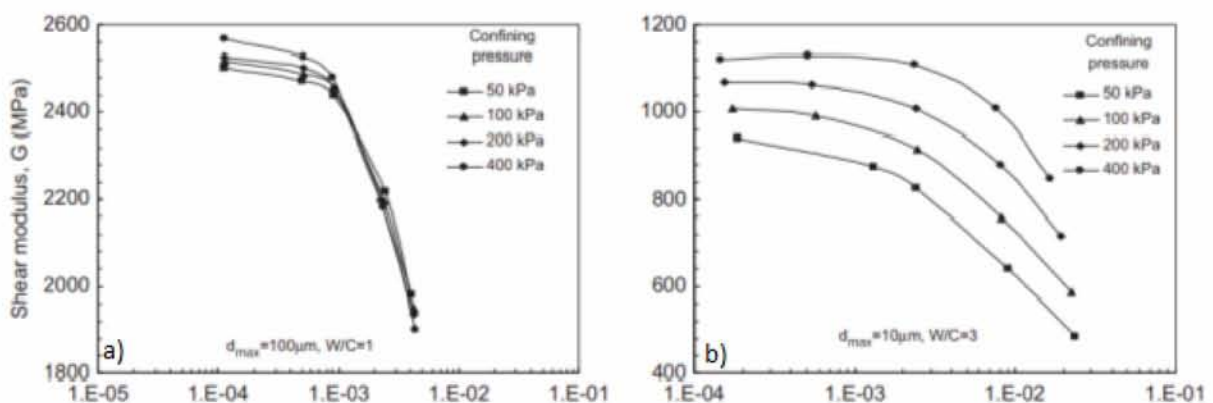 2600
2400
2200
2000
1800
Shear modulus, G (MPa)
Confining
pressure
50 kPa
100 kPa
200 kPa
400 kPa
a)
d_max=100μm, W/C=1
1.E-05 1.E-04 1.E-03 1.E-02 1.E-01
1200
1000
800
600
400
Confining
pressure
50 kPa
100 kPa
200 kPa
400 kPa
b)
d_max=10μm, W/C=3
1.E-04 1.E-03 1.E-02 1.E-01